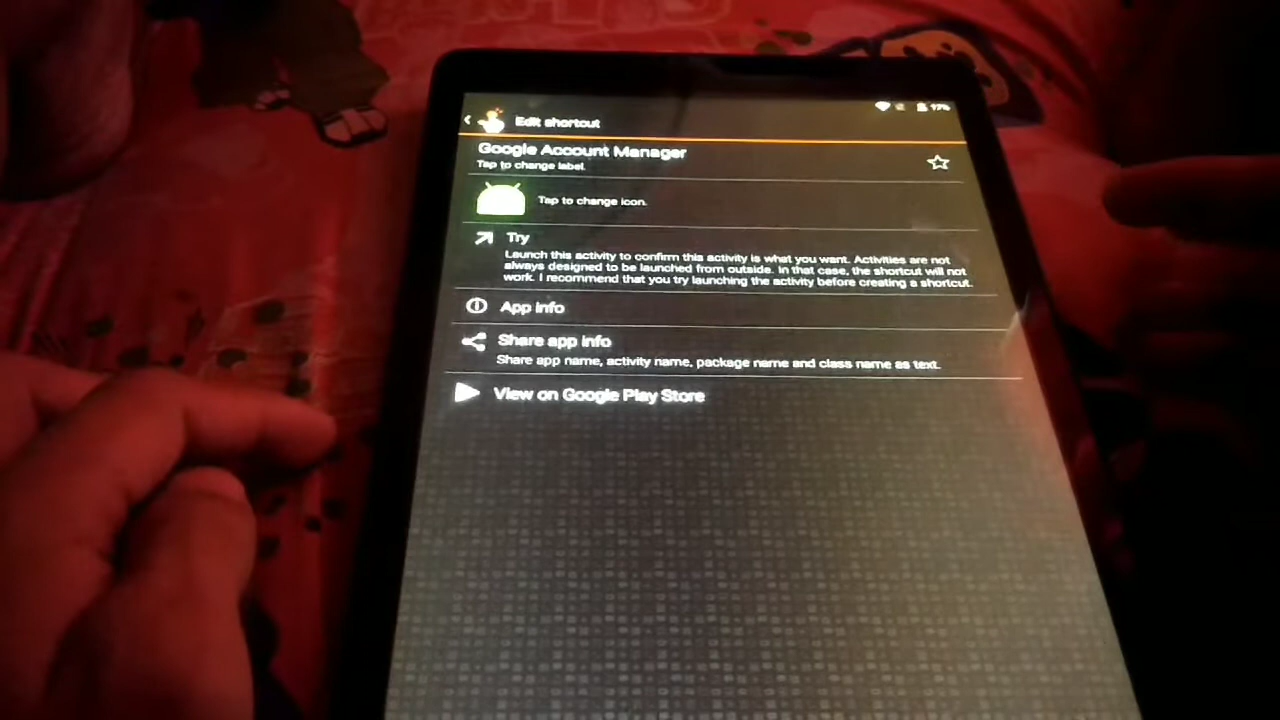 17%
Edit shortcut
Google Account Manager
Tap to change label.
Tap to change icon.
Try
Launch this activity to confirm this activity is what you want. Activities are not
always designed to be launched from outside. In that case, the shortcut will not
work. I recommend that you try launching the activity before creating a shortcut.
App info
Share app info
Share app name, activity name, package name and class name as text.
View on Google Play Store